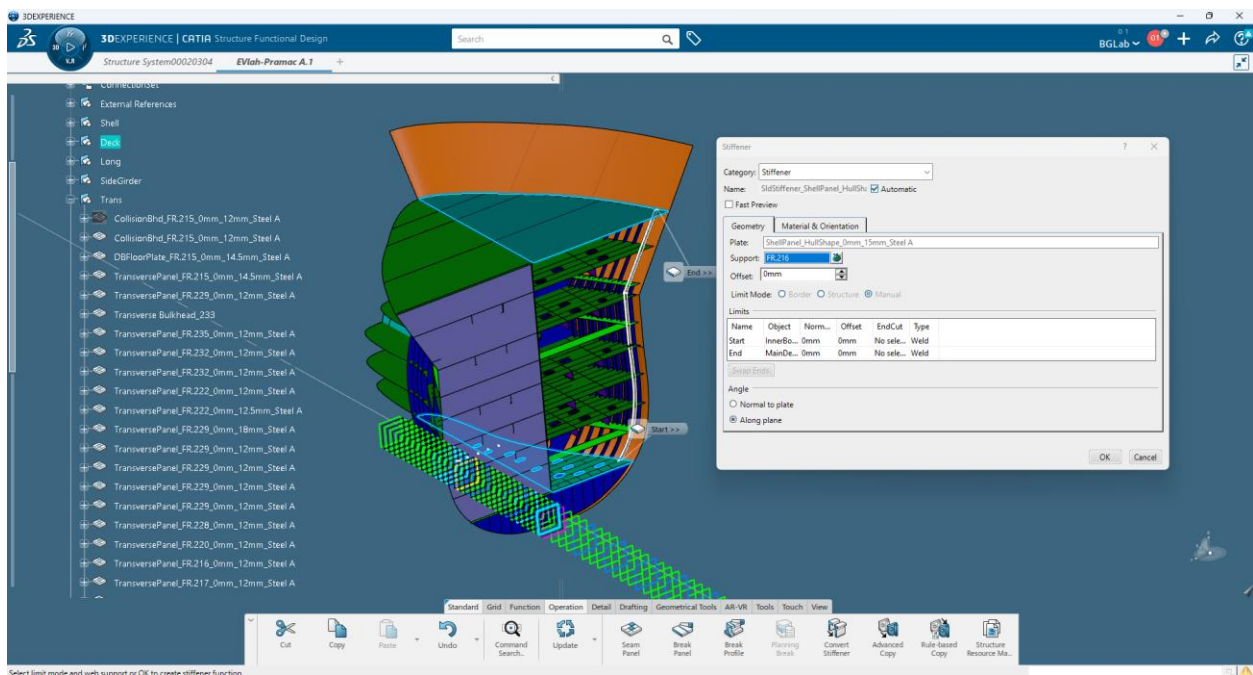 3DEXPERIENCE
3DEXPERIENCE | CATIA Structure Functional Design
Search
BGLab
Structure System00020304
EVlah-Pramac A.1
ConnectionSet
External References
Shell
Deck
Long
SideGirder
Trans
CollisionBhd_FR.215_0mm_12mm_Steel A
CollisionBhd_FR.215_0mm_12mm_Steel A
DBFloorPlate_FR.215_0mm_14.5mm_Steel A
TransversePanel_FR.215_0mm_14.5mm_Steel A
TransversePanel_FR.229_0mm_12mm_Steel A
Transverse Bulkhead_233
TransversePanel_FR.235_0mm_12mm_Steel A
TransversePanel_FR.232_0mm_12mm_Steel A
TransversePanel_FR.232_0mm_12mm_Steel A
TransversePanel_FR.222_0mm_12mm_Steel A
TransversePanel_FR.222_0mm_12.5mm_Steel A
TransversePanel_FR.229_0mm_18mm_Steel A
TransversePanel_FR.229_0mm_12mm_Steel A
TransversePanel_FR.229_0mm_12mm_Steel A
TransversePanel_FR.229_0mm_12mm_Steel A
TransversePanel_FR.229_0mm_12mm_Steel A
TransversePanel_FR.228_0mm_12mm_Steel A
TransversePanel_FR.220_0mm_12mm_Steel A
TransversePanel_FR.216_0mm_12mm_Steel A
TransversePanel_FR.217_0mm_12mm_Steel A
End >>
Start >>
Stiffener
Category: Stiffener
Name: SldStiffener_ShellPanel_HullSha Automatic
Fast Preview
Geometry Material & Orientation
Plate: ShellPanel_HullShape_0mm_15mm_Steel A
Support: FR.216
Offset: 0mm
Limit Mode: Border Structure Manual
Limits
Name Object Norm... Offset EndCut Type
Start InnerBo... 0mm 0mm No sele... Weld
End MainDe... 0mm 0mm No sele... Weld
Swap Ends
Angle
Normal to plate
Along plane
OK Cancel
Standard Grid Function Operation Detail Drafting Geometrical Tools AR-VR Tools Touch View
Cut Copy Paste Undo Command Search... Update Seam Panel Break Panel Break Profile Planning Break Convert Stiffener Advanced Copy Rule-based Copy Structure Resource Ma...
Select limit mode and web support or OK to create stiffener function